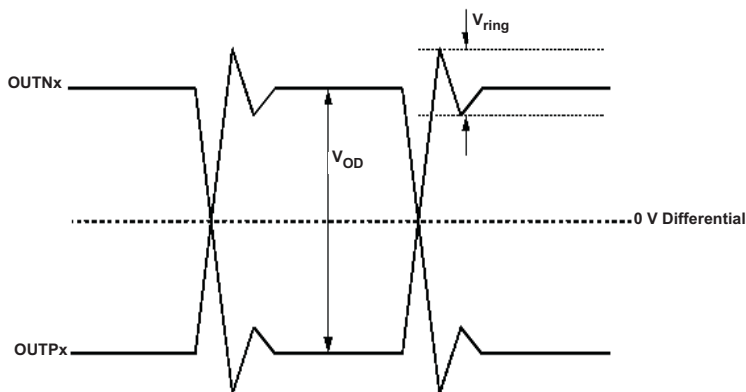 Vring
OUTNx
VOD
0 V Differential
OUTPx